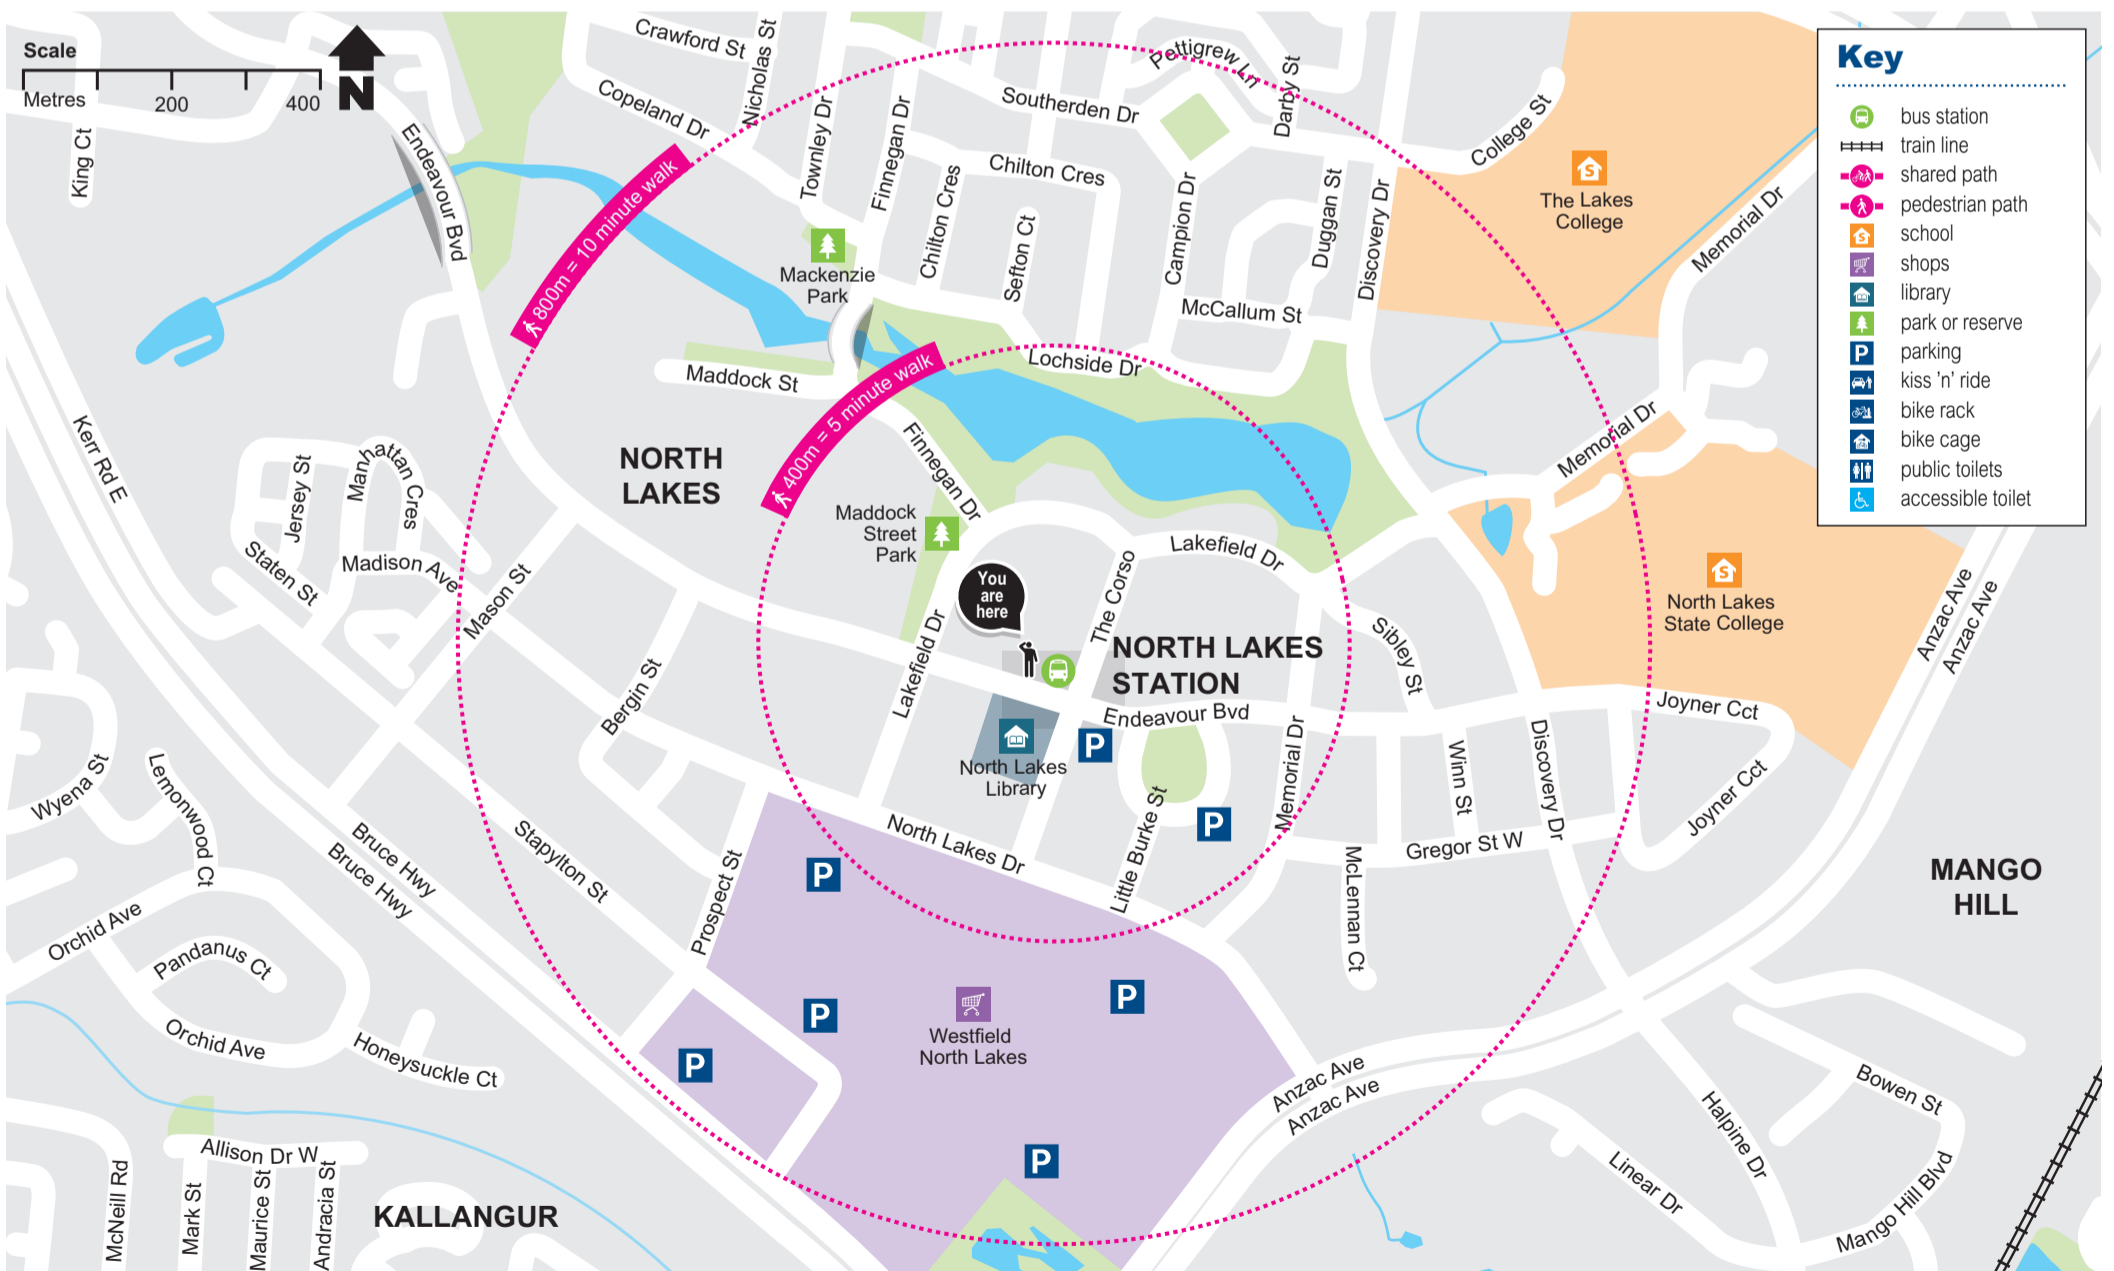 Scale
Metres
200
400
N
Crawford St
Nicholas St
Copeland Dr
Townley Dr
Finnegan Dr
Southerden Dr
Pettigrew Ln
Darby St
College St
King Ct
Endeavour Bvd
800m = 10 minute walk
Chilton Cres
Chilton Cres
Sefton Ct
Campion Dr
Duggan St
Discovery Dr
McCallum St
The Lakes
College
Memorial Dr
Mackenzie
Park
Lochside Dr
Maddock St
400m = 5 minute walk
Key
bus station
train line
shared path
pedestrian path
school
shops
library
park or reserve
P
parking
kiss 'n' ride
bike rack
bike cage
public toilets
accessible toilet
Kerr Rd E
Jersey St
Manhattan Cres
Staten St
Madison Ave
Mason St
NORTH
LAKES
Finnegan Dr
Maddock
Street
Park
You
are
here
Lakefield Dr
The Corso
Lakefield Dr
Memorial Dr
S
S
North Lakes
State College
Anzac Ave
Anzac Ave
NORTH LAKES
STATION
Sibley St
Bergin St
Endeavour Bvd
P
North Lakes
Library
Memorial Dr
Joyner Cct
Joyner Cct
Winn St
Discovery Dr
Gregor St W
McLennan Ct
Little Burke St
P
North Lakes Dr
Wyena St
Lemonwood Ct
Bruce Hwy
Bruce Hwy
Stapylton St
Prospect St
P
MANGO
HILL
Orchid Ave
Pandanus Ct
Orchid Ave
Honeysuckle Ct
P
P
P
Westfield
North Lakes
P
Anzac Ave
Anzac Ave
Bowen St
Halpine Dr
Linear Dr
Mango Hill Blvd
Allison Dr W
McNeill Rd
Mark St
Maurice St
Andracia St
KALLANGUR